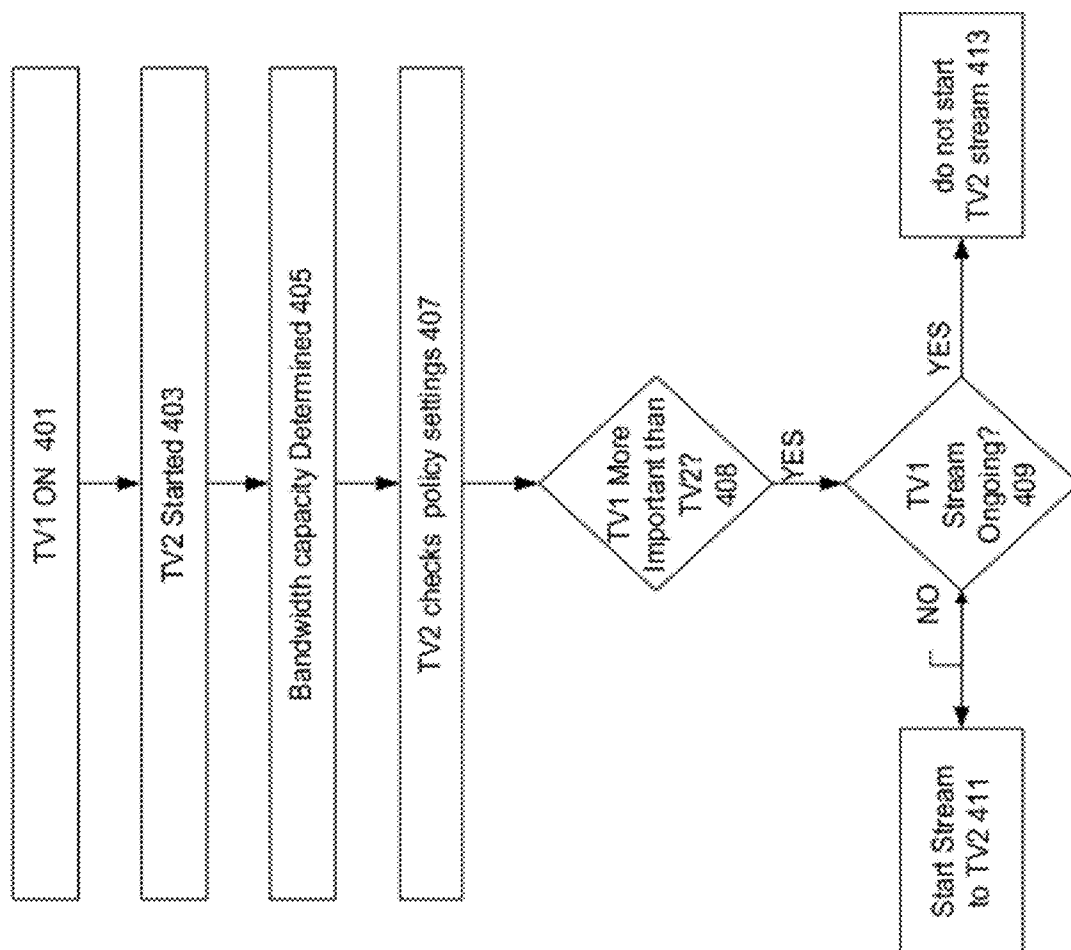 TV1 ON 401
TV2 Started 403
Bandwidth capacity Determined 405
TV2 checks policy settings 407
TV1 More
Important than
TV2?
408
YES
TV1
Stream
Ongoing?
409
NO
YES
Start Stream
to TV2 411
do not start
TV2 stream 413